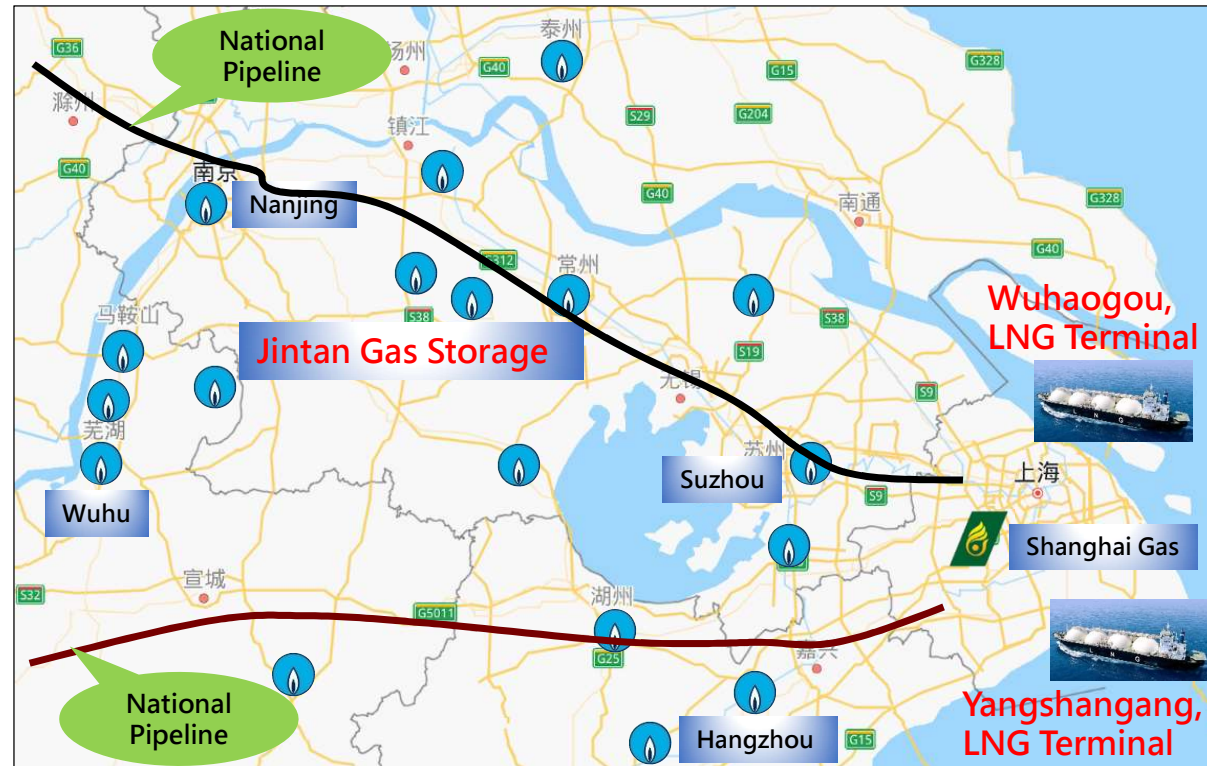 National
Pipeline
泰州
扬州
G36
G40
G15
G328
滁州
S29
G204
镇江
G40
南京
Nanjing
G40
G328
南通
G40
G312
常州
马鞍山
S38
S38
Wuhaogou,
LNG Terminal
Jintan Gas Storage
S19
无锡
S9
L N G
芜湖
苏州
Suzhou
上海
Wuhu
S9
Shanghai Gas
宣城
S32
湖州
G5011
G25
嘉兴
L N G
National
Pipeline
Hangzhou
G15
Yangshangang,
LNG Terminal